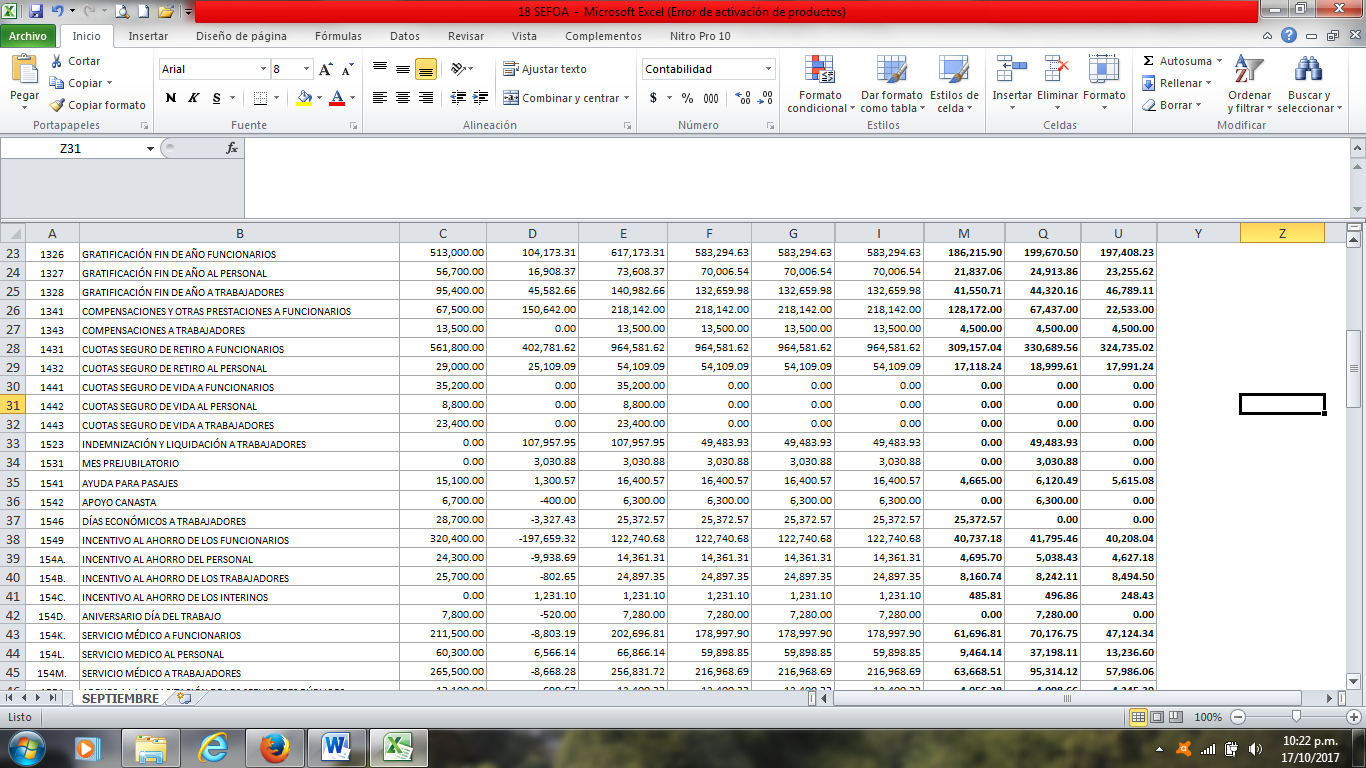 18 SEFOA - Microsoft Excel (Error de activación de productos)
Archivo Inicio Insertar Diseño de página Fórmulas Datos Revisar Vista Complementos Nitro Pro 10
Pegar Cortar Copiar Copiar formato Portapapeles
Arial 8 N K S Fuente
Ajustar texto Combinar y centrar Alineación
Contabilidad $ % 000 Número
Formato condicional Dar formato como tabla Estilos de celda Estilos
Insertar Eliminar Formato Celdas
Autosuma Rellenar Borrar Ordenar y filtrar Buscar y seleccionar Modificar
Z31 fx
A B C D E F G I M Q U Y Z
23 1326 GRATIFICACIÓN FIN DE AÑO FUNCIONARIOS 513,000.00 104,173.31 617,173.31 583,294.63 583,294.63 583,294.63 186,215.90 199,670.50 197,408.23
24 1327 GRATIFICACIÓN FIN DE AÑO AL PERSONAL 56,700.00 16,908.37 73,608.37 70,006.54 70,006.54 70,006.54 21,837.06 24,913.86 23,255.62
25 1328 GRATIFICACIÓN FIN DE AÑO A TRABAJADORES 95,400.00 45,582.66 140,982.66 132,659.98 132,659.98 132,659.98 41,550.71 44,320.16 46,789.11
26 1341 COMPENSACIONES Y OTRAS PRESTACIONES A FUNCIONARIOS 67,500.00 150,642.00 218,142.00 218,142.00 218,142.00 218,142.00 128,172.00 67,437.00 22,533.00
27 1343 COMPENSACIONES A TRABAJADORES 13,500.00 0.00 13,500.00 13,500.00 13,500.00 13,500.00 4,500.00 4,500.00 4,500.00
28 1431 CUOTAS SEGURO DE RETIRO A FUNCIONARIOS 561,800.00 402,781.62 964,581.62 964,581.62 964,581.62 964,581.62 309,157.04 330,689.56 324,735.02
29 1432 CUOTAS SEGURO DE RETIRO AL PERSONAL 29,000.00 25,109.09 54,109.09 54,109.09 54,109.09 54,109.09 17,118.24 18,999.61 17,991.24
30 1441 CUOTAS SEGURO DE VIDA A FUNCIONARIOS 35,200.00 0.00 35,200.00 0.00 0.00 0.00 0.00 0.00 0.00
31 1442 CUOTAS SEGURO DE VIDA AL PERSONAL 8,800.00 0.00 8,800.00 0.00 0.00 0.00 0.00 0.00 0.00
32 1443 CUOTAS SEGURO DE VIDA A TRABAJADORES 23,400.00 0.00 23,400.00 0.00 0.00 0.00 0.00 0.00 0.00
33 1523 INDEMNIZACIÓN Y LIQUIDACIÓN A TRABAJADORES 0.00 107,957.95 107,957.95 49,483.93 49,483.93 49,483.93 0.00 49,483.93 0.00
34 1531 MES PREJUBILATORIO 0.00 3,030.88 3,030.88 3,030.88 3,030.88 3,030.88 0.00 3,030.88 0.00
35 1541 AYUDA PARA PASAJES 15,100.00 1,300.57 16,400.57 16,400.57 16,400.57 16,400.57 4,665.00 6,120.49 5,615.08
36 1542 APOYO CANASTA 6,700.00 -400.00 6,300.00 6,300.00 6,300.00 6,300.00 0.00 6,300.00 0.00
37 1546 DÍAS ECONÓMICOS A TRABAJADORES 28,700.00 -3,327.43 25,372.57 25,372.57 25,372.57 25,372.57 25,372.57 0.00 0.00
38 1549 INCENTIVO AL AHORRO DE LOS FUNCIONARIOS 320,400.00 -197,659.32 122,740.68 122,740.68 122,740.68 122,740.68 40,737.18 41,795.46 40,208.04
39 154A. INCENTIVO AL AHORRO DEL PERSONAL 24,300.00 -9,938.69 14,361.31 14,361.31 14,361.31 14,361.31 4,695.70 5,038.43 4,627.18
40 154B. INCENTIVO AL AHORRO DE LOS TRABAJADORES 25,700.00 -802.65 24,897.35 24,897.35 24,897.35 24,897.35 8,160.74 8,242.11 8,494.50
41 154C. INCENTIVO AL AHORRO DE LOS INTERINOS 0.00 1,231.10 1,231.10 1,231.10 1,231.10 1,231.10 485.81 496.86 248.43
42 154D. ANIVERSARIO DÍA DEL TRABAJO 7,800.00 -520.00 7,280.00 7,280.00 7,280.00 7,280.00 0.00 7,280.00 0.00
43 154K. SERVICIO MÉDICO A FUNCIONARIOS 211,500.00 -8,803.19 202,696.81 178,997.90 178,997.90 178,997.90 61,696.81 70,176.75 47,124.34
44 154L. SERVICIO MEDICO AL PERSONAL 60,300.00 6,566.14 66,866.14 59,898.85 59,898.85 59,898.85 9,464.14 37,198.11 13,236.60
45 154M. SERVICIO MÉDICO A TRABAJADORES 265,500.00 -8,668.28 256,831.72 216,968.69 216,968.69 216,968.69 63,668.51 95,314.12 57,986.06
SEPTIEMBRE
Listo 100%
10:22 p.m.
17/10/2017